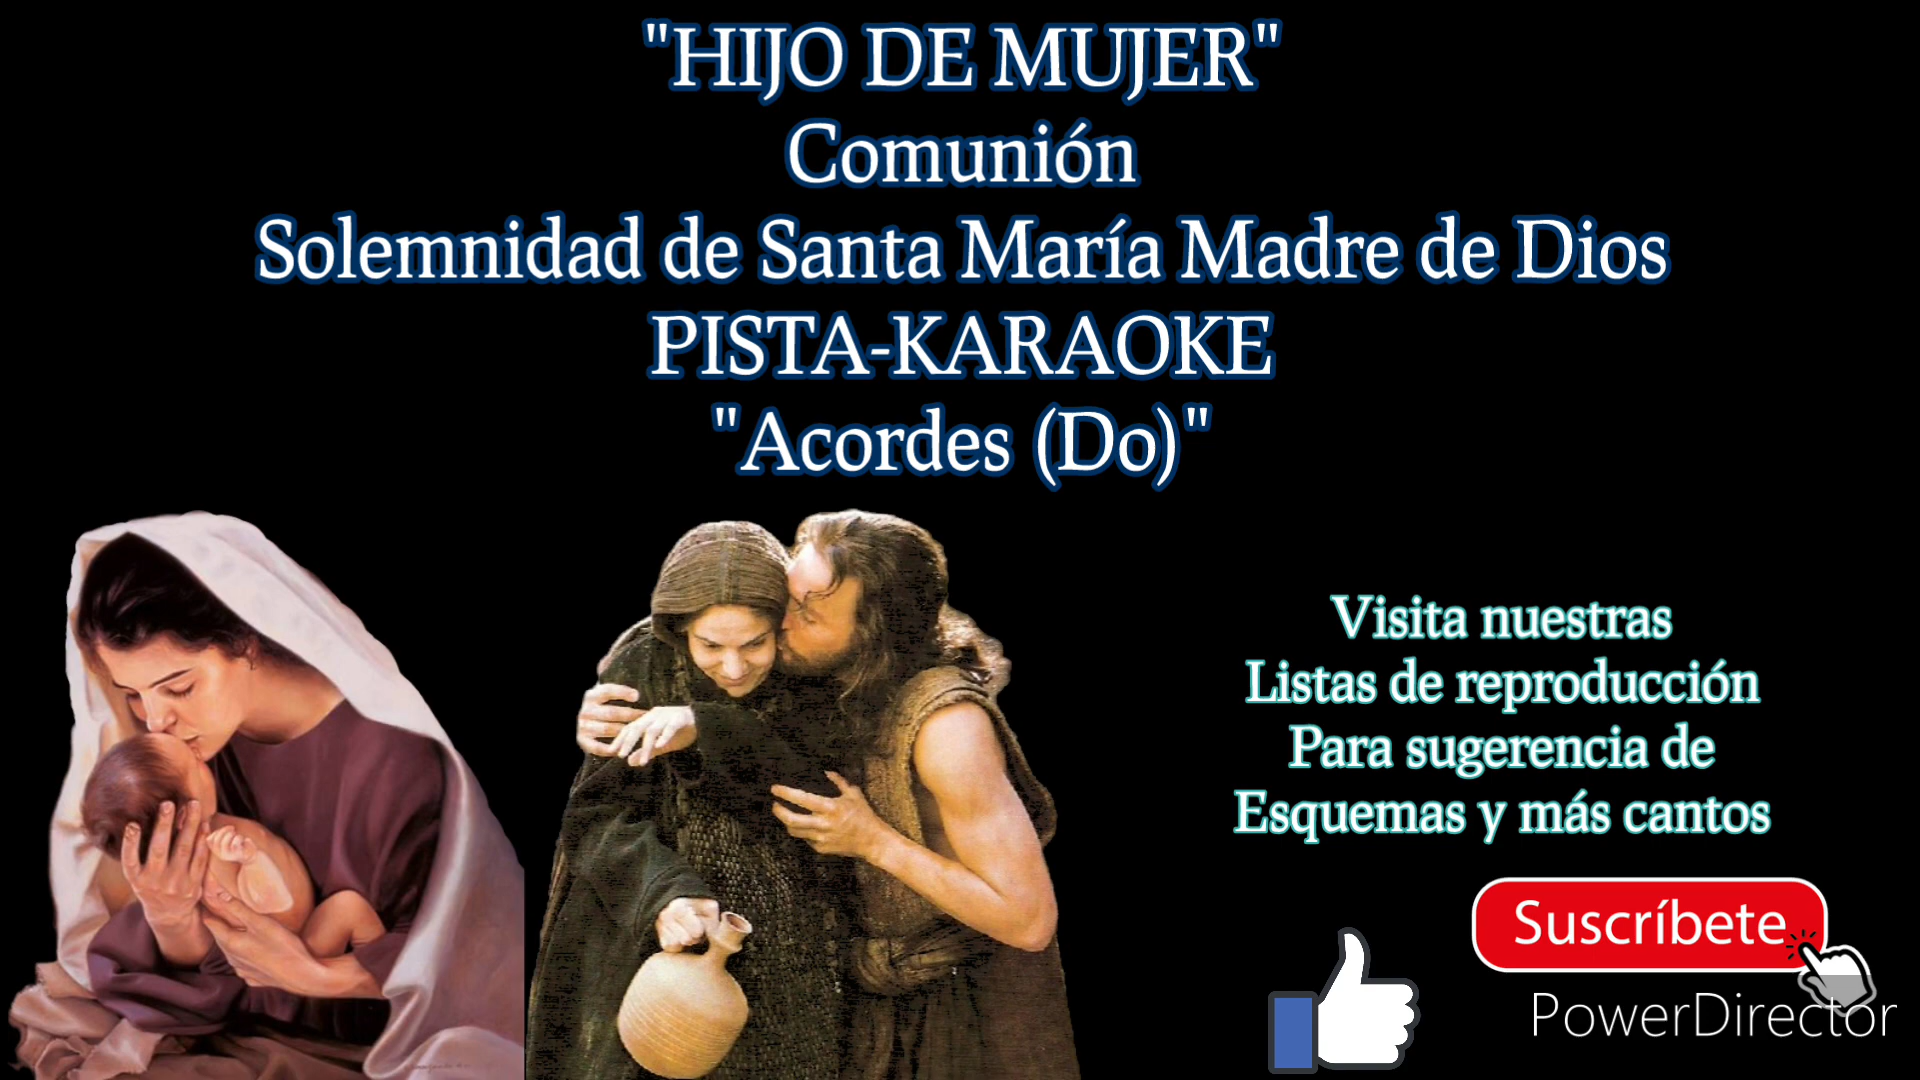 "HIJO DE MUJER"
Comunión
Solemnidad de Santa María Madre de Dios
PISTA-KARAOKE
"Acordes (Do)"
Visita nuestras
Listas de reproducción
Para sugerencia de
Esquemas y más cantos
Suscríbete
PowerDirector